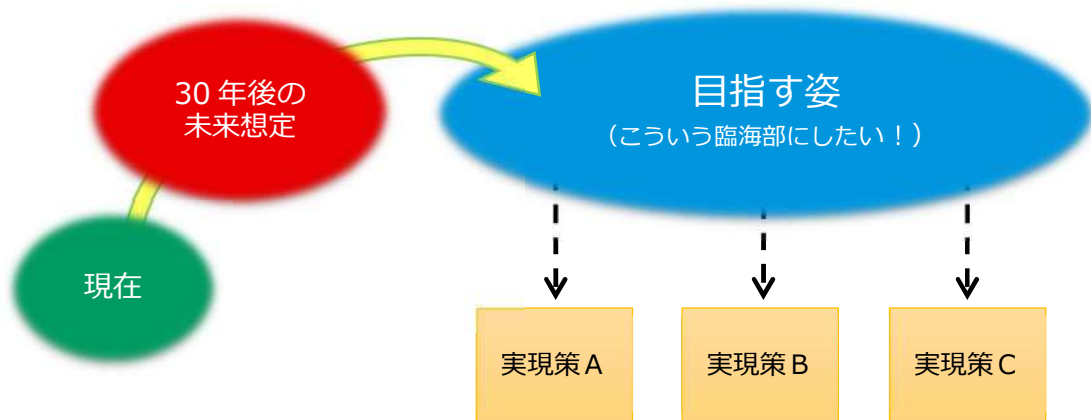 30 年後の
未来想定
目指す姿
（こういう臨海部にしたい！）
現在
実現策A
実現策B
実現策C